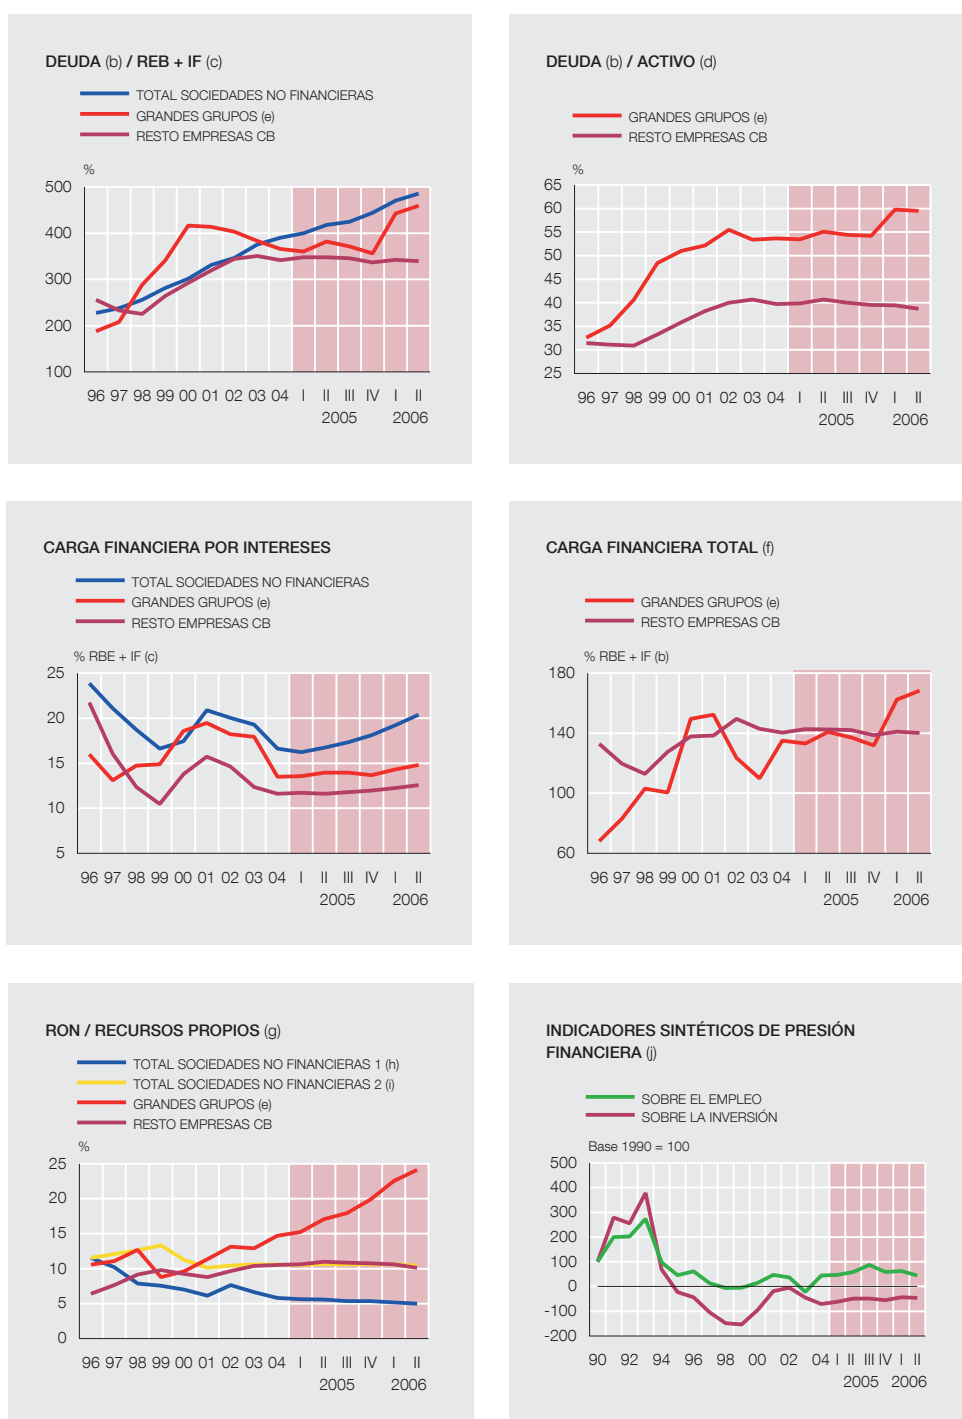 DEUDA (b) / REB + IF (c)
TOTAL SOCIEDADES NO FINANCIERAS
GRANDES GRUPOS (e)
RESTO EMPRESAS CB
%
500
400
300
200
100
96 97 98 99 00 01 02 03 04 I II III IV I II
2005 2006
DEUDA (b) / ACTIVO (d)
GRANDES GRUPOS (e)
RESTO EMPRESAS CB
%
65
60
55
50
45
40
35
30
25
96 97 98 99 00 01 02 03 04 I II III IV I II
2005 2006
CARGA FINANCIERA POR INTERESES
TOTAL SOCIEDADES NO FINANCIERAS
GRANDES GRUPOS (e)
RESTO EMPRESAS CB
% RBE + IF (c)
25
20
15
10
5
96 97 98 99 00 01 02 03 04 I II III IV I II
2005 2006
CARGA FINANCIERA TOTAL (f)
GRANDES GRUPOS (e)
RESTO EMPRESAS CB
% RBE + IF (b)
180
140
100
60
96 97 98 99 00 01 02 03 04 I II III IV I II
2005 2006
RON / RECURSOS PROPIOS (g)
TOTAL SOCIEDADES NO FINANCIERAS 1 (h)
TOTAL SOCIEDADES NO FINANCIERAS 2 (i)
GRANDES GRUPOS (e)
RESTO EMPRESAS CB
%
25
20
15
10
5
0
96 97 98 99 00 01 02 03 04 I II III IV I II
2005 2006
INDICADORES SINTÉTICOS DE PRESIÓN
FINANCIERA (j)
SOBRE EL EMPLEO
SOBRE LA INVERSIÓN
Base 1990 = 100
500
400
300
200
100
0
-100
-200
90 92 94 96 98 00 02 04 I II III IV I II
2005 2006